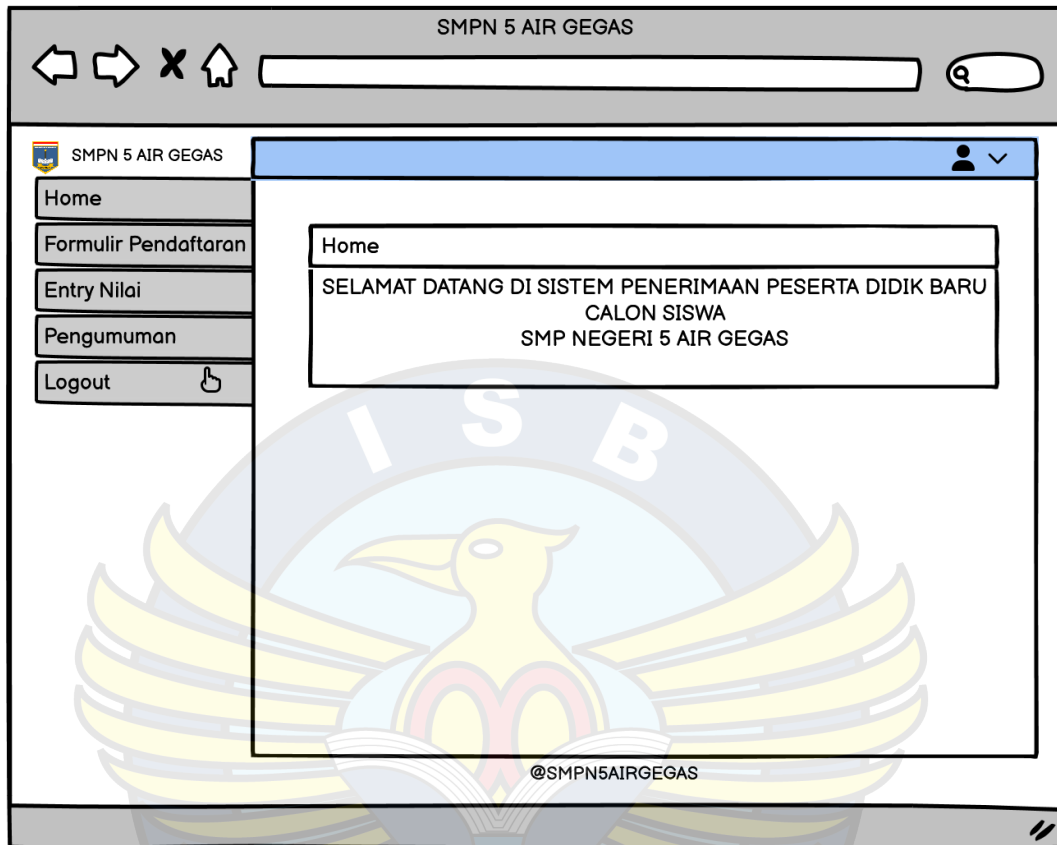 SMPN 5 AIR GEGAS
SMPN 5 AIR GEGAS
Home
Formulir Pendaftaran
Entry Nilai
Pengumuman
Logout
Home
SELAMAT DATANG DI SISTEM PENERIMAAN PESERTA DIDIK BARU
CALON SISWA
SMP NEGERI 5 AIR GEGAS
I S B
@SMPN5AIRGEGAS